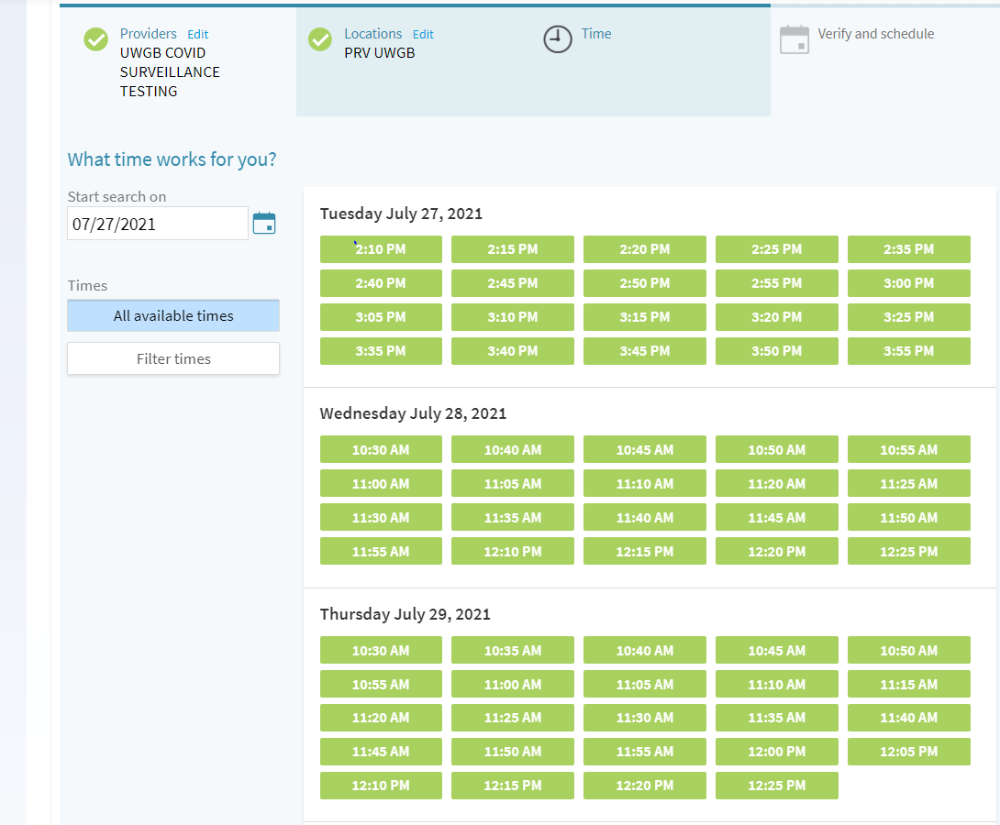 Providers Edit
UWGB COVID
SURVEILLANCE
TESTING
Locations Edit
PRV UWGB
Time
Verify and schedule
What time works for you?
Start search on
07/27/2021
Times
All available times
Filter times
Tuesday July 27, 2021
2:10 PM 2:15 PM 2:20 PM 2:25 PM 2:35 PM
2:40 PM 2:45 PM 2:50 PM 2:55 PM 3:00 PM
3:05 PM 3:10 PM 3:15 PM 3:20 PM 3:25 PM
3:35 PM 3:40 PM 3:45 PM 3:50 PM 3:55 PM
Wednesday July 28, 2021
10:30 AM 10:40 AM 10:45 AM 10:50 AM 10:55 AM
11:00 AM 11:05 AM 11:10 AM 11:20 AM 11:25 AM
11:30 AM 11:35 AM 11:40 AM 11:45 AM 11:50 AM
11:55 AM 12:10 PM 12:15 PM 12:20 PM 12:25 PM
Thursday July 29, 2021
10:30 AM 10:35 AM 10:40 AM 10:45 AM 10:50 AM
10:55 AM 11:00 AM 11:05 AM 11:10 AM 11:15 AM
11:20 AM 11:25 AM 11:30 AM 11:35 AM 11:40 AM
11:45 AM 11:50 AM 11:55 AM 12:00 PM 12:05 PM
12:10 PM 12:15 PM 12:20 PM 12:25 PM